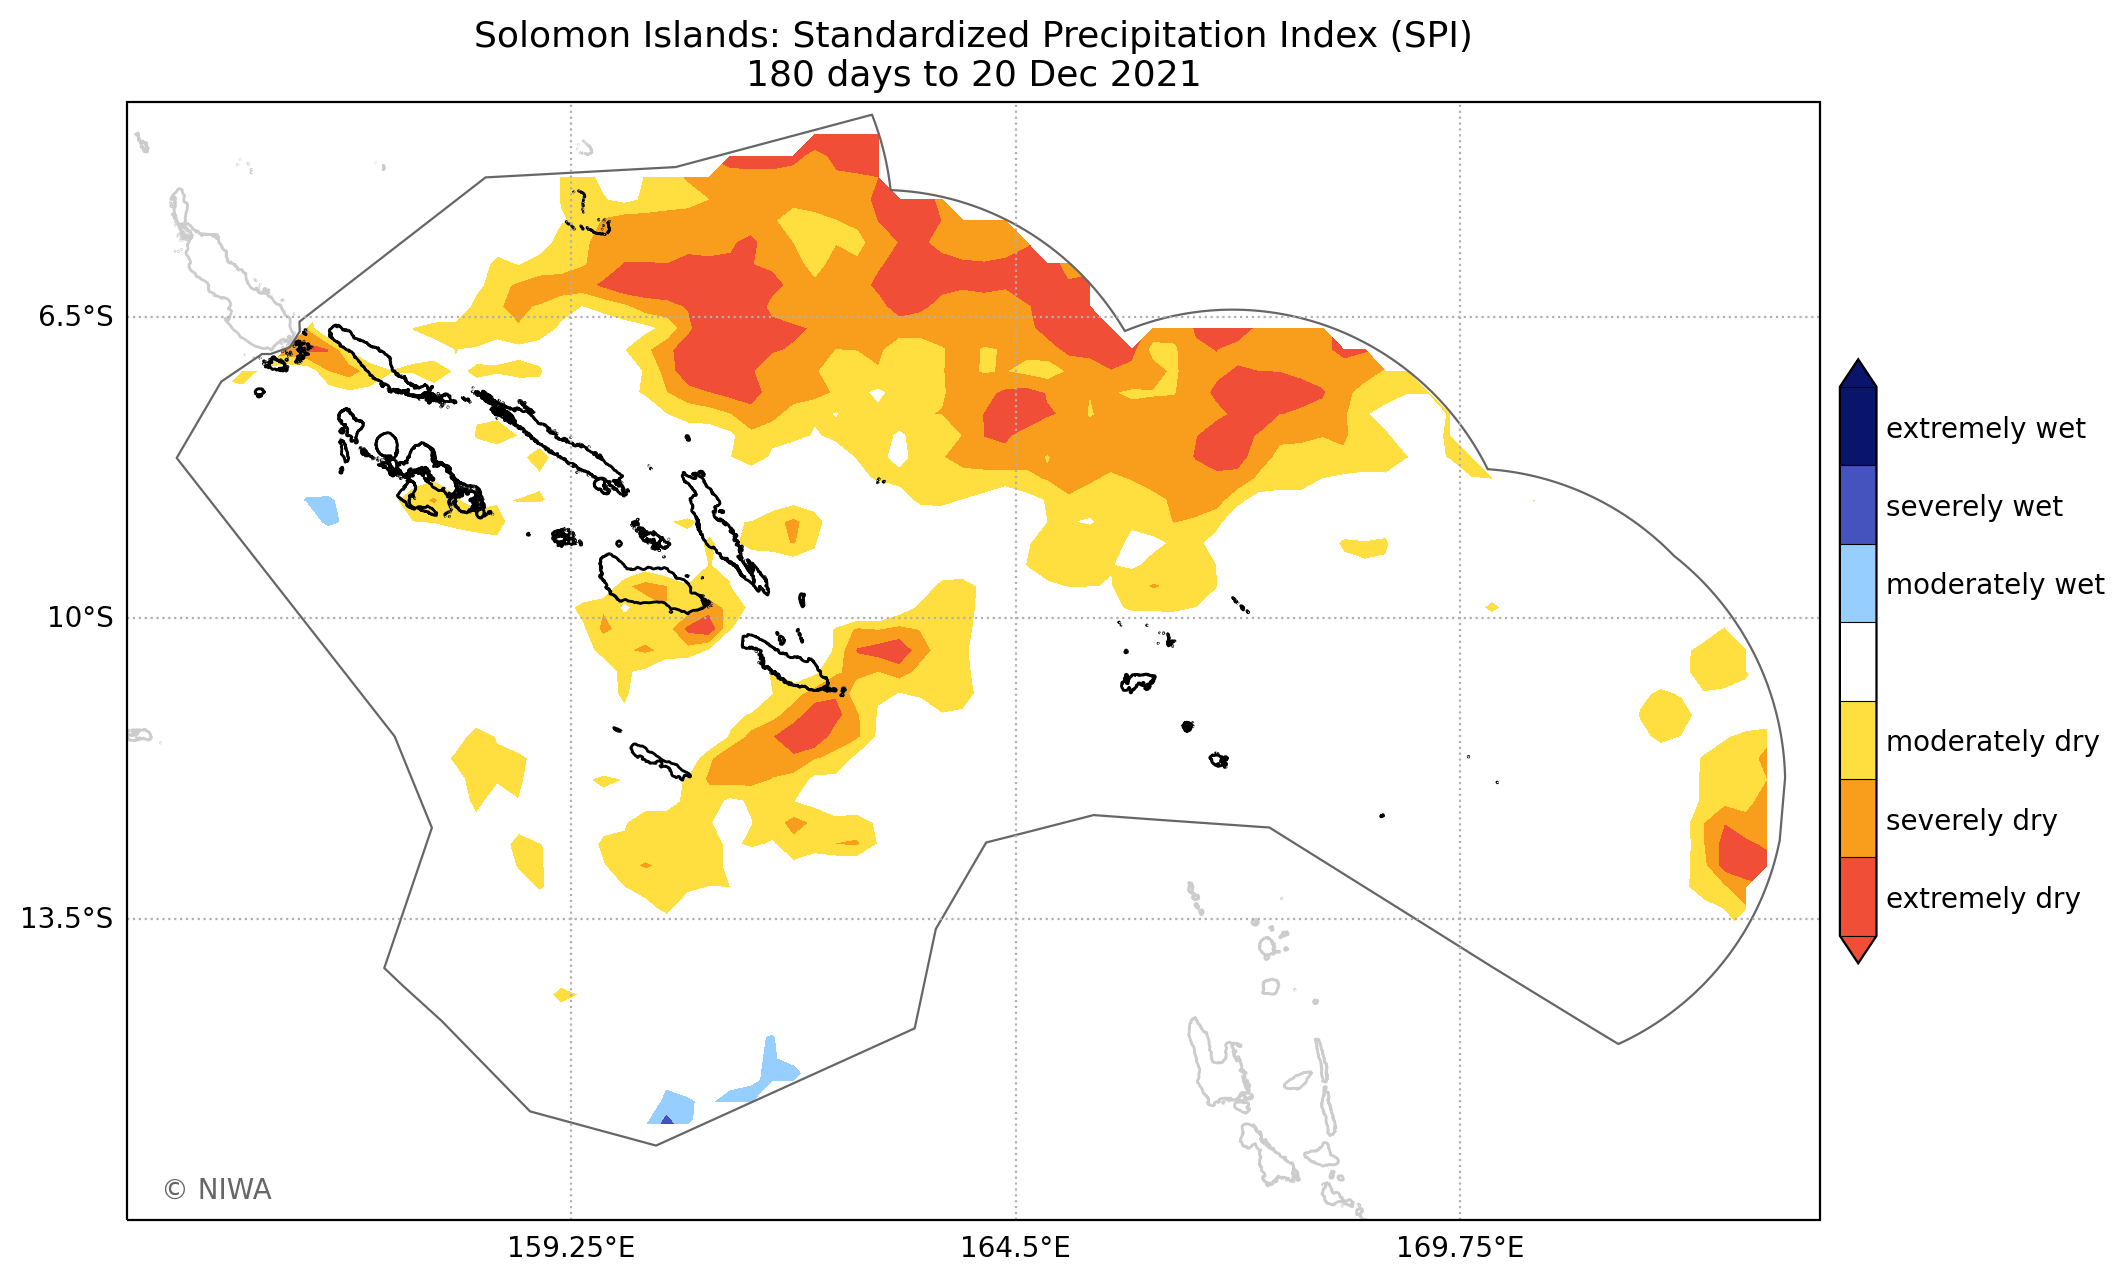 Solomon Islands: Standardized Precipitation Index (SPI)
180 days to 20 Dec 2021
6.5°S
10°S
13.5°S
159.25°E
164.5°E
169.75°E
© NIWA
extremely wet
severely wet
moderately wet
moderately dry
severely dry
extremely dry